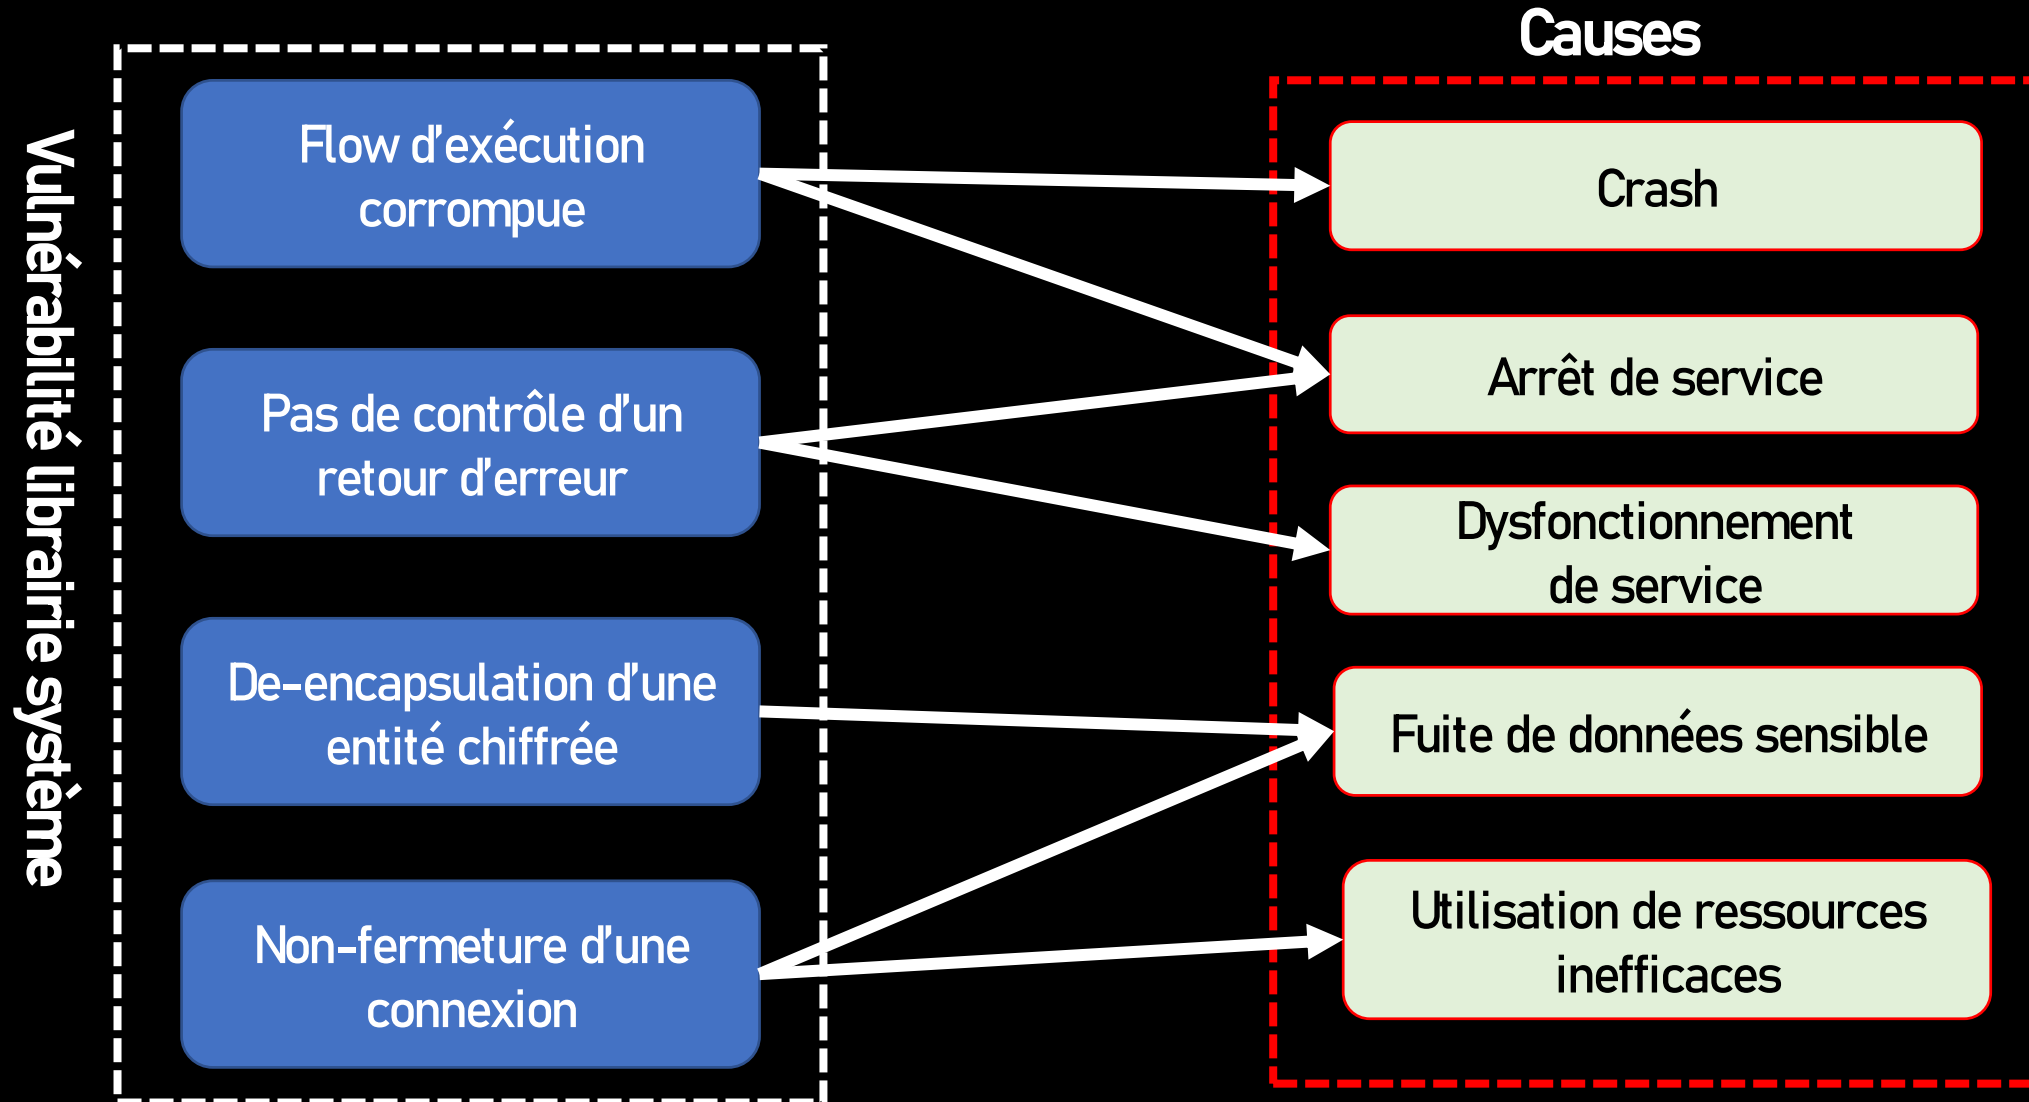 Vulnérabilité librairie système
Flow d'exécution
corrompue
Pas de contrôle d'un
retour d'erreur
De-encapsulation d'une
entité chiffrée
Non-fermeture d'une
connexion
Causes
Crash
Arrêt de service
Dysfonctionnement
de service
Fuite de données sensible
Utilisation de ressources
inefficaces